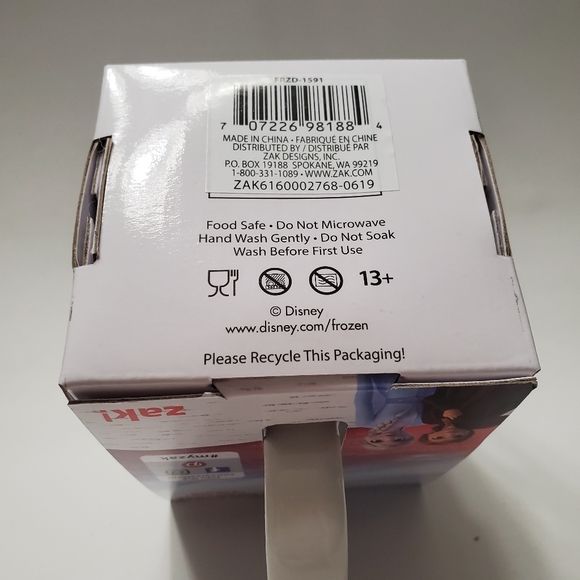 FRZD-1591
7 07226 98188 4
MADE IN CHINA • FABRIQUÉ EN CHINE
DISTRIBUTED BY / DISTRIBUÉ PAR
ZAK DESIGNS, INC.
P.O. BOX 19188 SPOKANE, WA 99219
1-800-331-1089 • WWW.ZAK.COM
ZAK6160002768-0619
Food Safe • Do Not Microwave
Hand Wash Gently • Do Not Soak
Wash Before First Use
13+
© Disney
www.disney.com/frozen
Please Recycle This Packaging!
zak!
#myzak